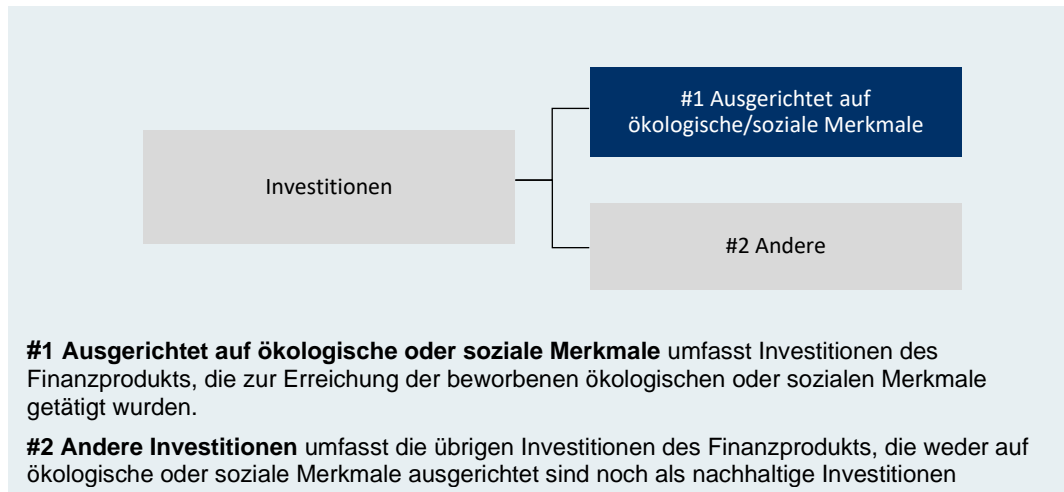 #1 Ausgerichtet auf
ökologische/soziale Merkmale
Investitionen
#2 Andere
#1 Ausgerichtet auf ökologische oder soziale Merkmale umfasst Investitionen des
Finanzprodukts, die zur Erreichung der beworbenen ökologischen oder sozialen Merkmale
getätigt wurden.
#2 Andere Investitionen umfasst die übrigen Investitionen des Finanzprodukts, die weder auf
ökologische oder soziale Merkmale ausgerichtet sind noch als nachhaltige Investitionen